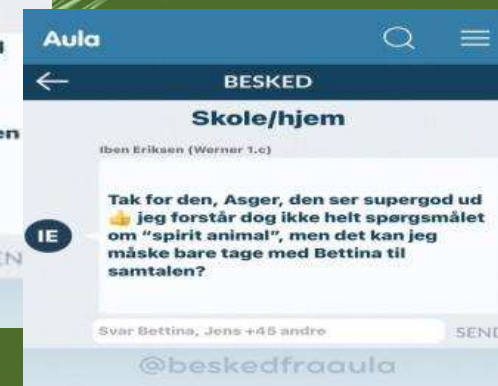 Aula
BESKED
Skole/hjem
Iben Eriksen (Werner 1.c)
Tak for den, Asger, den ser supergod ud
👍 jeg forstår dog ikke helt spørgsmålet
om “spirit animal”, men det kan jeg
måske bare tage med Bettina til
samtalen?
IE
Svar Bettina, Jens +45 andre
SEND
@beskedfraaula
en